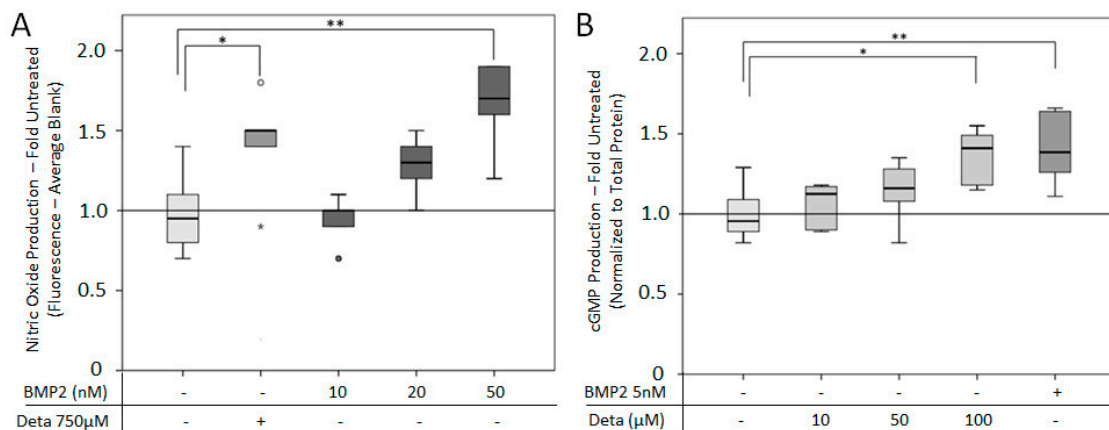 A
Nitric Oxide Production – Fold Untreated
(Fluorescence – Average Blank)
2.0
1.5
1.0
0.5
0
*
**
*
BMP2 (nM) - - 10 20 50
Deta 750µM - + - - -
B
cGMP Production – Fold Untreated
(Normalized to Total Protein)
2.0
1.5
1.0
0.5
0
**
*
BMP2 5nM - - - - +
Deta (µM) - 10 50 100 -